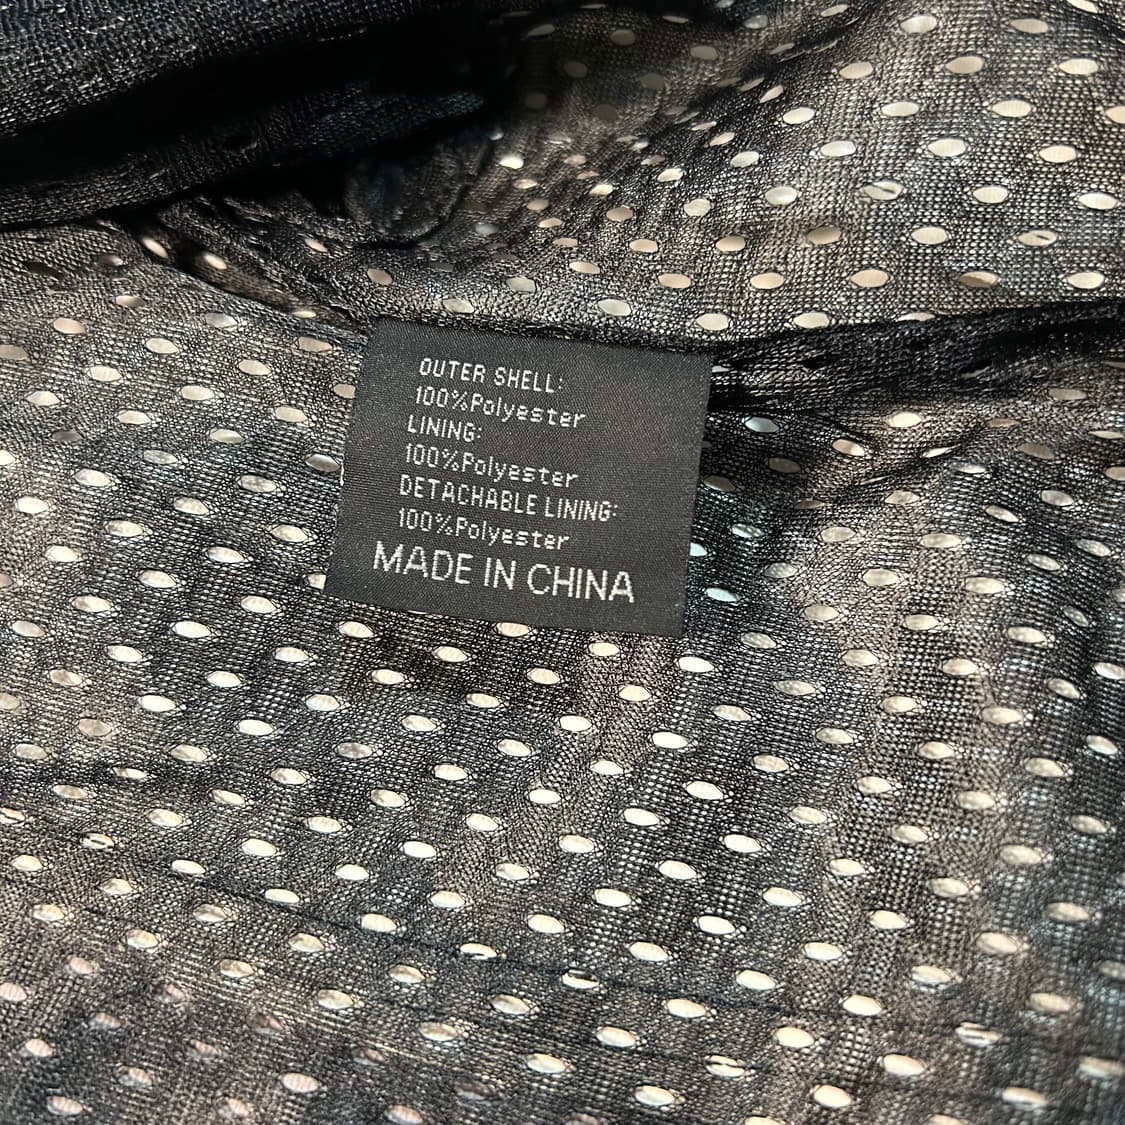 OUTER SHELL:
100%Polyester
LINING:
100%Polyester
DETACHABLE LINING:
100%Polyester
MADE IN CHINA